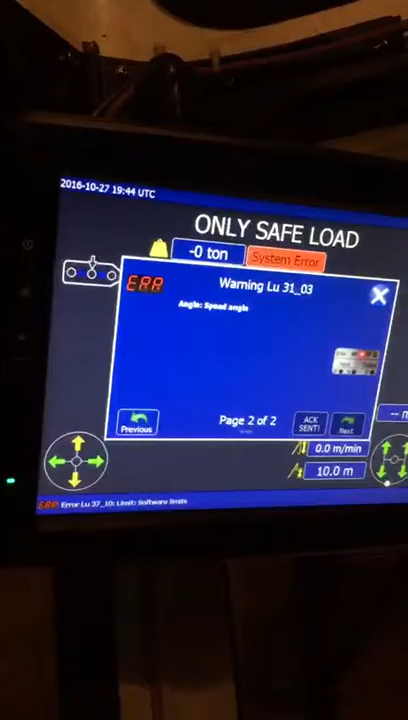 2016-10-27 19:44 UTC
ONLY SAFE LOAD
-0 ton
System Error
ERR
Warning Lu 31_03
Angle: Speed angle
Previous
Page 2 of 2
ACK
SENT!
Next
-- m
0.0 m/min
10.0 m
ERR Error Lu 37_10: Limit: Software limits